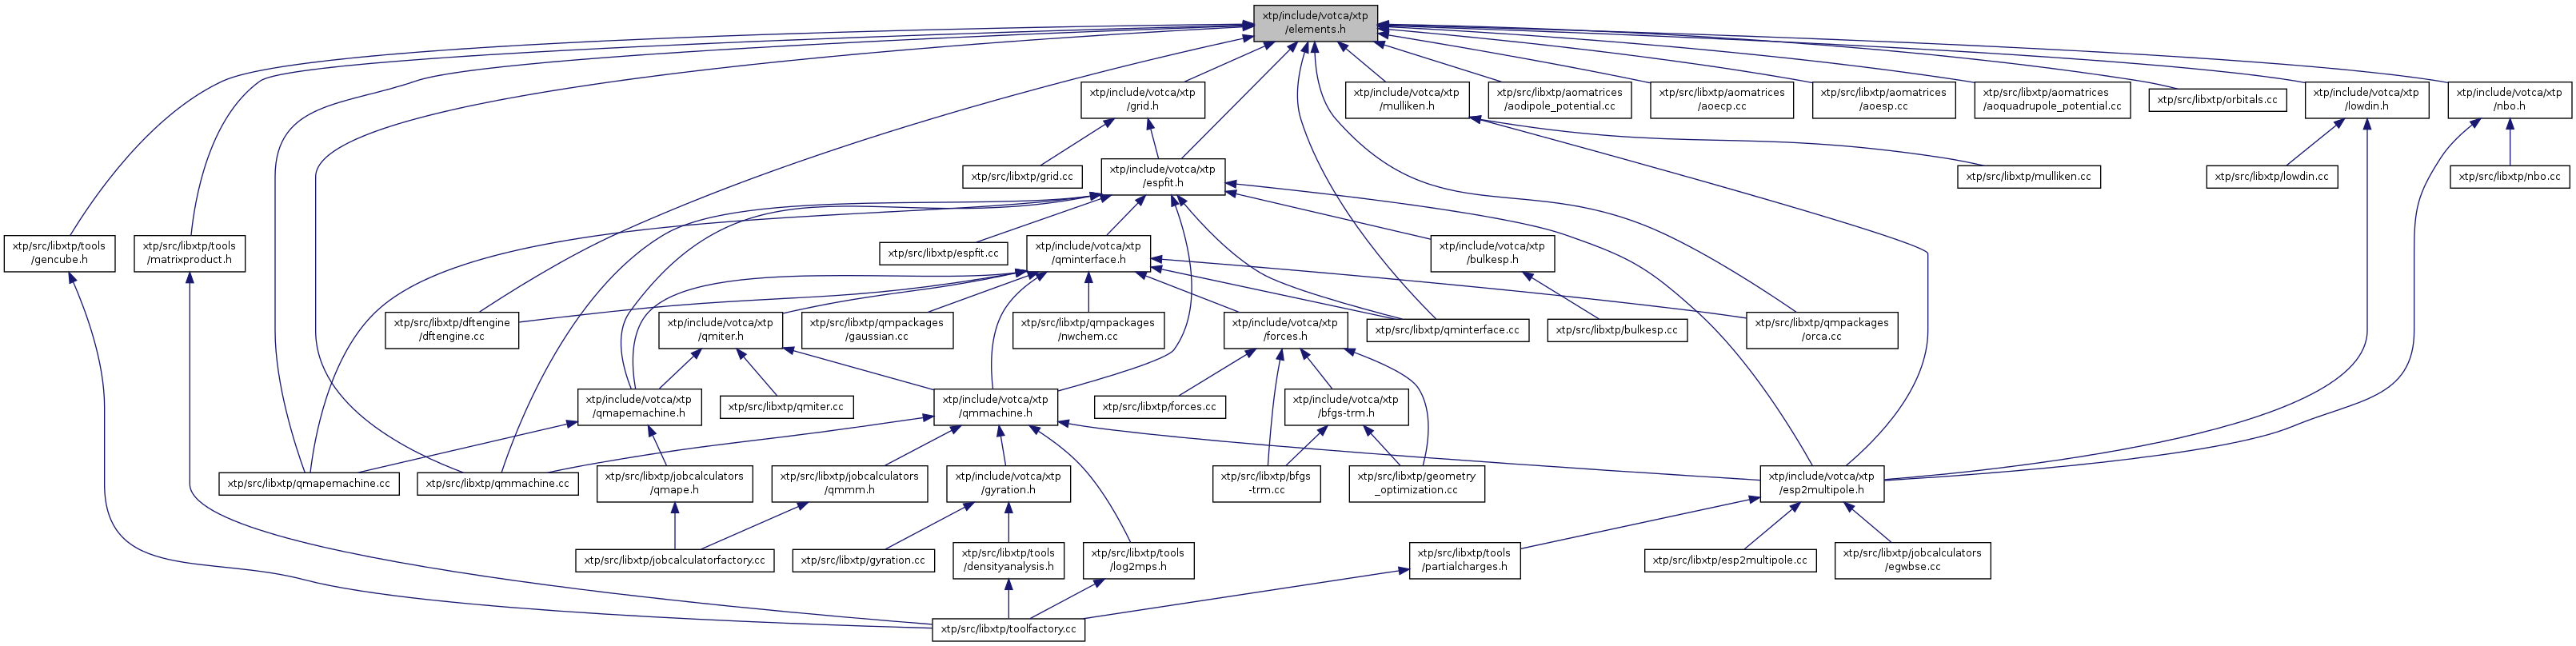 xtp/include/votca/xtp
/elements.h
xtp/include/votca/xtp
/grid.h
xtp/include/votca/xtp
/mulliken.h
xtp/src/libxtp/aomatrices
/aodipole_potential.cc
xtp/src/libxtp/aomatrices
/aoecp.cc
xtp/src/libxtp/aomatrices
/aoesp.cc
xtp/src/libxtp/aomatrices
/aoquadrupole_potential.cc
xtp/src/libxtp/orbitals.cc
xtp/include/votca/xtp
/lowdin.h
xtp/include/votca/xtp
/nbo.h
xtp/src/libxtp/grid.cc
xtp/include/votca/xtp
/espfit.h
xtp/src/libxtp/mulliken.cc
xtp/src/libxtp/lowdin.cc
xtp/src/libxtp/nbo.cc
xtp/src/libxtp/tools
/gencube.h
xtp/src/libxtp/tools
/matrixproduct.h
xtp/src/libxtp/espfit.cc
xtp/include/votca/xtp
/qminterface.h
xtp/include/votca/xtp
/bulkesp.h
xtp/src/libxtp/dftengine
/dftengine.cc
xtp/include/votca/xtp
/qmiter.h
xtp/src/libxtp/qmpackages
/gaussian.cc
xtp/src/libxtp/qmpackages
/nwchem.cc
xtp/include/votca/xtp
/forces.h
xtp/src/libxtp/qminterface.cc
xtp/src/libxtp/bulkesp.cc
xtp/src/libxtp/qmpackages
/orca.cc
xtp/include/votca/xtp
/qmapemachine.h
xtp/src/libxtp/qmiter.cc
xtp/include/votca/xtp
/qmmachine.h
xtp/src/libxtp/forces.cc
xtp/include/votca/xtp
/bfgs-trm.h
xtp/src/libxtp/qmapemachine.cc
xtp/src/libxtp/qmmachine.cc
xtp/src/libxtp/jobcalculators
/qmape.h
xtp/src/libxtp/jobcalculators
/qmmm.h
xtp/include/votca/xtp
/gyration.h
xtp/src/libxtp/bfgs
-trm.cc
xtp/src/libxtp/geometry
_optimization.cc
xtp/include/votca/xtp
/esp2multipole.h
xtp/src/libxtp/jobcalculatorfactory.cc
xtp/src/libxtp/gyration.cc
xtp/src/libxtp/tools
/densityanalysis.h
xtp/src/libxtp/tools
/log2mps.h
xtp/src/libxtp/tools
/partialcharges.h
xtp/src/libxtp/esp2multipole.cc
xtp/src/libxtp/jobcalculators
/egwbse.cc
xtp/src/libxtp/toolfactory.cc